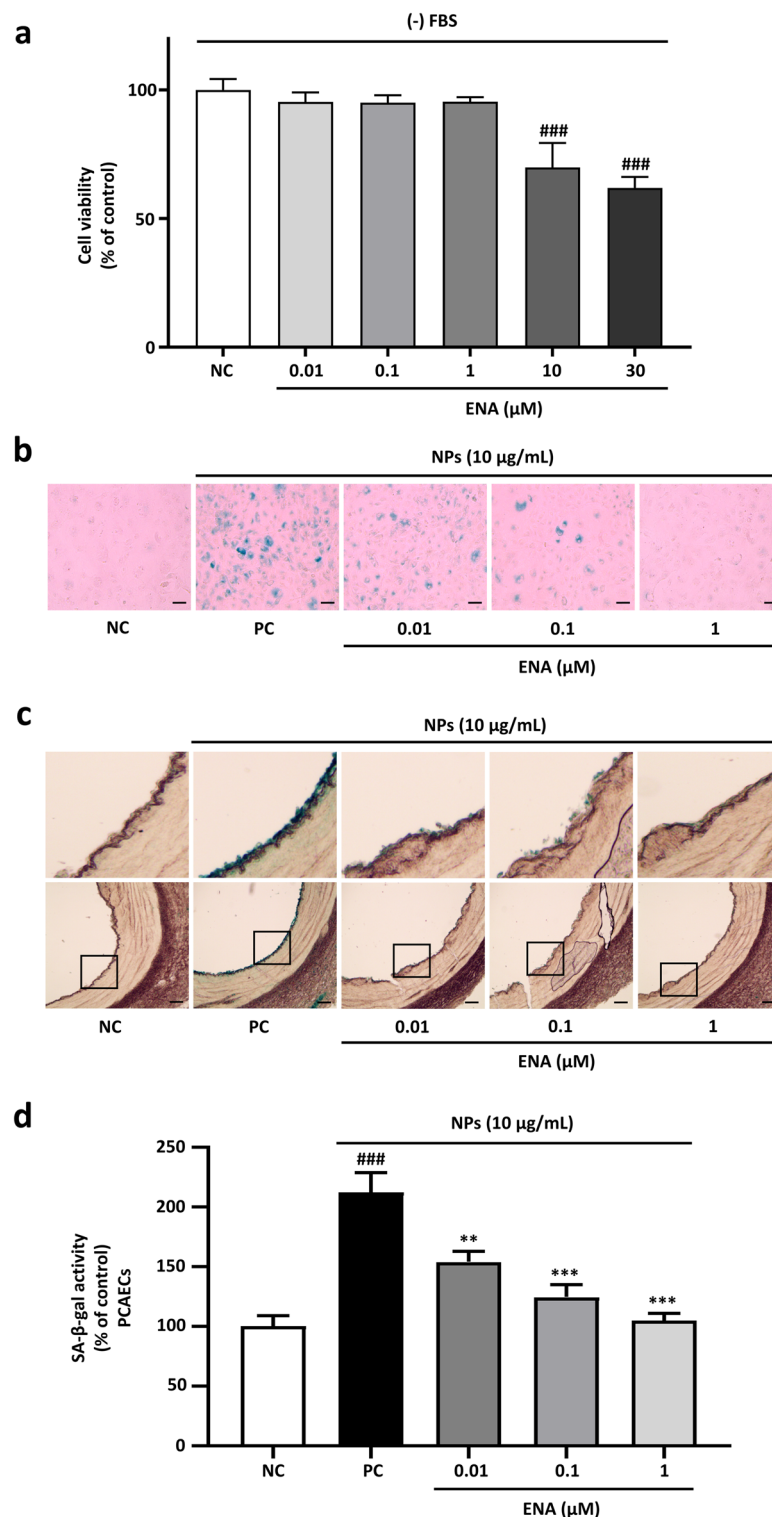 a
(-) FBS
Cell viability
(% of control)
100
50
0
NC
0.01
0.1
1
10
30
###
###
ENA (µM)
b
NPs (10 µg/mL)
NC
PC
0.01
0.1
1
ENA (µM)
c
NPs (10 µg/mL)
NC
PC
0.01
0.1
1
ENA (µM)
d
NPs (10 µg/mL)
SA-β-gal activity
(% of control)
PCAECs
250
200
150
100
50
0
###
**
***
***
NC
PC
0.01
0.1
1
ENA (µM)